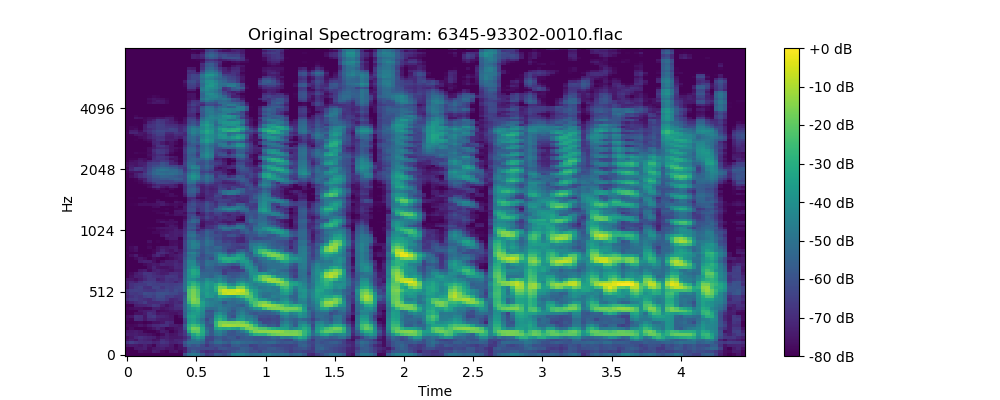 Original Spectrogram: 6345-93302-0010.flac
Hz
4096
2048
1024
512
0
0 0.5 1 1.5 2 2.5 3 3.5 4
Time
+0 dB
-10 dB
-20 dB
-30 dB
-40 dB
-50 dB
-60 dB
-70 dB
-80 dB